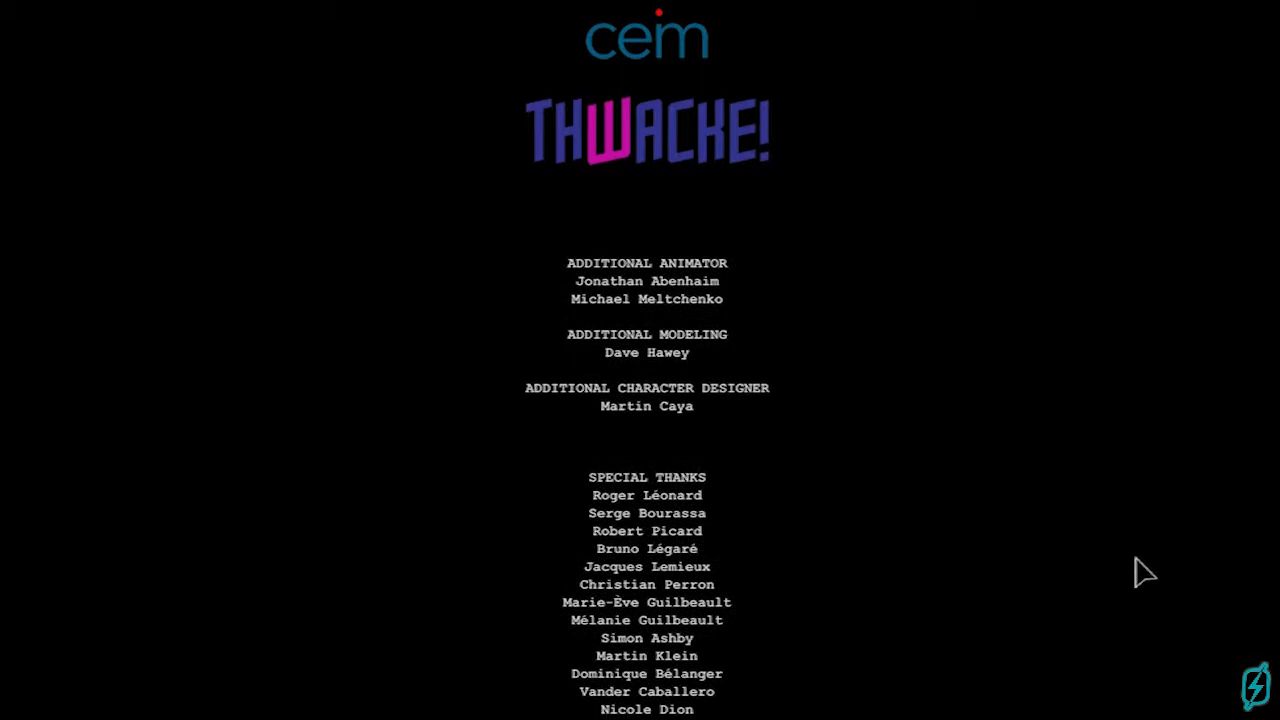 ceim
THWACKE!
ADDITIONAL ANIMATOR
Jonathan Abenhaim
Michael Meltchenko
ADDITIONAL MODELING
Dave Hawey
ADDITIONAL CHARACTER DESIGNER
Martin Caya
SPECIAL THANKS
Roger Léonard
Serge Bourassa
Robert Picard
Bruno Légaré
Jacques Lemieux
Christian Perron
Marie-Ève Guilbeault
Mélanie Guilbeault
Simon Ashby
Martin Klein
Dominique Bélanger
Vander Caballero
Nicole Dion